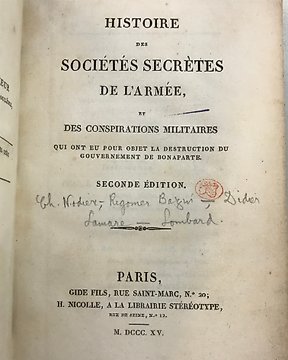 HISTOIRE
DES
SOCIÉTÉS SECRÈTES
DE L'ARMÉE,
ET
DES CONSPIRATIONS MILITAIRES
QUI ONT EU POUR OBJET LA DESTRUCTION DU
GOUVERNEMENT DE BONAPARTE.
SECONDE ÉDITION.
Ch. Nodier, Rigomer Bazin, Didier
Lamare — Lombard
PARIS,
GIDE FILS, RUE SAINT-MARC, N.° 20;
H. NICOLLE, A LA LIBRAIRIE STÉRÉOTYPE,
RUE DE SEINE, N.° 12.
M. DCCC. XV.